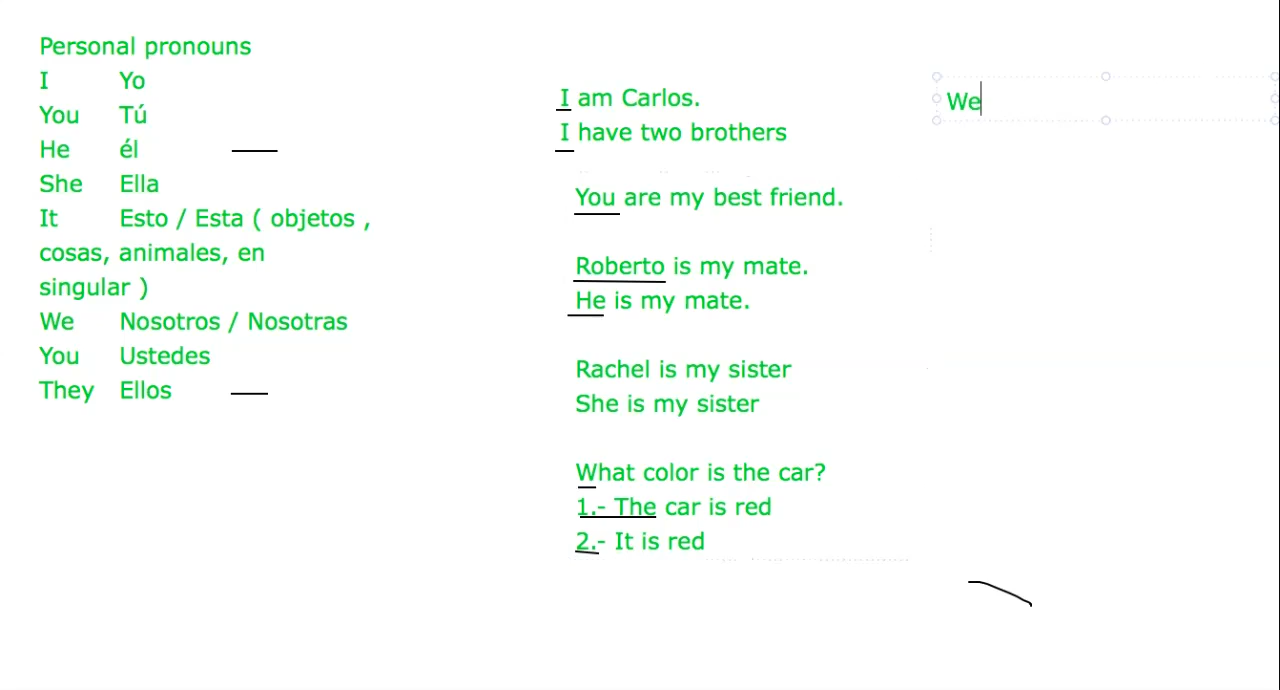 Personal pronouns
I Yo
You Tú
He él
She Ella
It Esto / Esta ( objetos ,
cosas, animales, en
singular )
We Nosotros / Nosotras
You Ustedes
They Ellos
I am Carlos.
I have two brothers
You are my best friend.
Roberto is my mate.
He is my mate.
Rachel is my sister
She is my sister
What color is the car?
1.- The car is red
2.- It is red
We